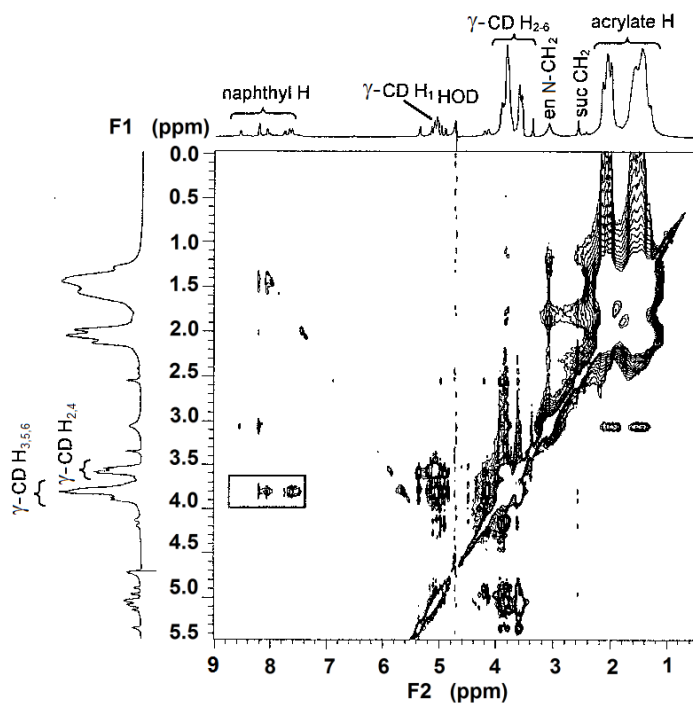 γ-CD H2-6
acrylate H
en N-CH2
suc CH2
naphthyl H
γ-CD H1 HOD
F1 (ppm)
0.0
0.5
1.0
1.5
2.0
2.5
3.0
3.5
4.0
4.5
5.0
5.5
γ-CD H3,5,6
γ-CD H2,4
9 8 7 6 5 4 3 2 1
F2 (ppm)